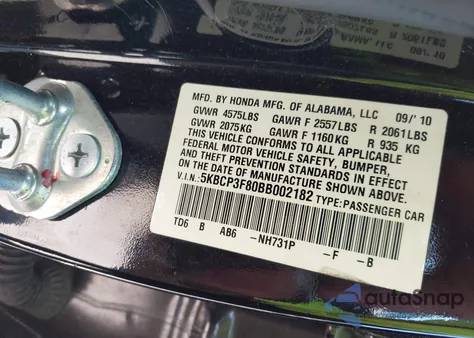 MFD. BY HONDA MFG. OF ALABAMA, LLC 09/'10
GVWR 4575LBS GAWR F 2557LBS R 2061LBS
GVWR 2075KG GAWR F 1160KG R 935 KG
THIS VEHICLE CONFORMS TO ALL APPLICABLE
FEDERAL MOTOR VEHICLE SAFETY, BUMPER,
AND THEFT PREVENTION STANDARDS IN EFFECT
ON THE DATE OF MANUFACTURE SHOWN ABOVE.
V.I.N: 5KBCP3F80BB002182 TYPE: PASSENGER CAR
TD6 B AB6 -NH731P -F -B
autoSnap